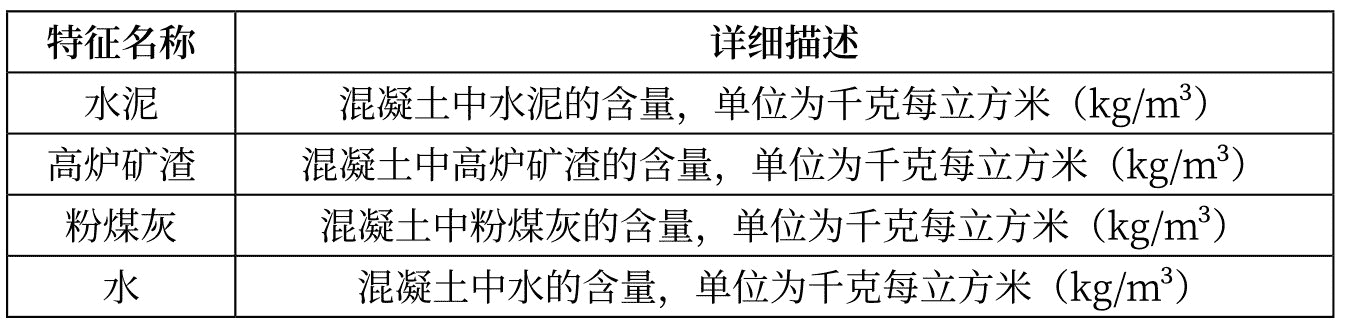 特征名称 详细描述
水泥 混凝土中水泥的含量，单位为千克每立方米（kg/m³）
高炉矿渣 混凝土中高炉矿渣的含量，单位为千克每立方米（kg/m³）
粉煤灰 混凝土中粉煤灰的含量，单位为千克每立方米（kg/m³）
水 混凝土中水的含量，单位为千克每立方米（kg/m³）